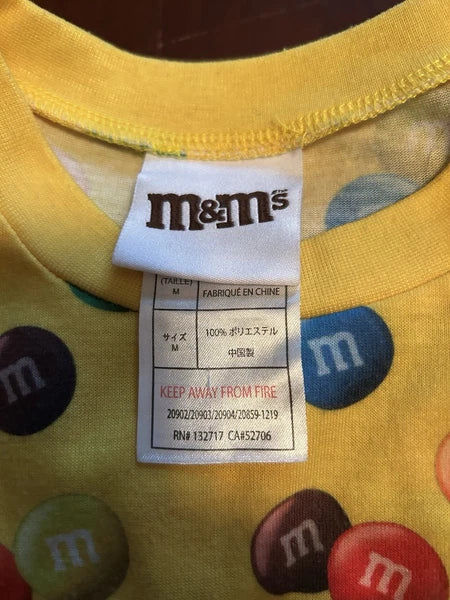 m&m's
(TAILLE)
M
FABRIQUÉ EN CHINE
サイズ
M
100% ポリエステル
中国製
KEEP AWAY FROM FIRE
20902/20903/20904/20859-1219
RN# 132717 CA#52706
m
m
m
m
m